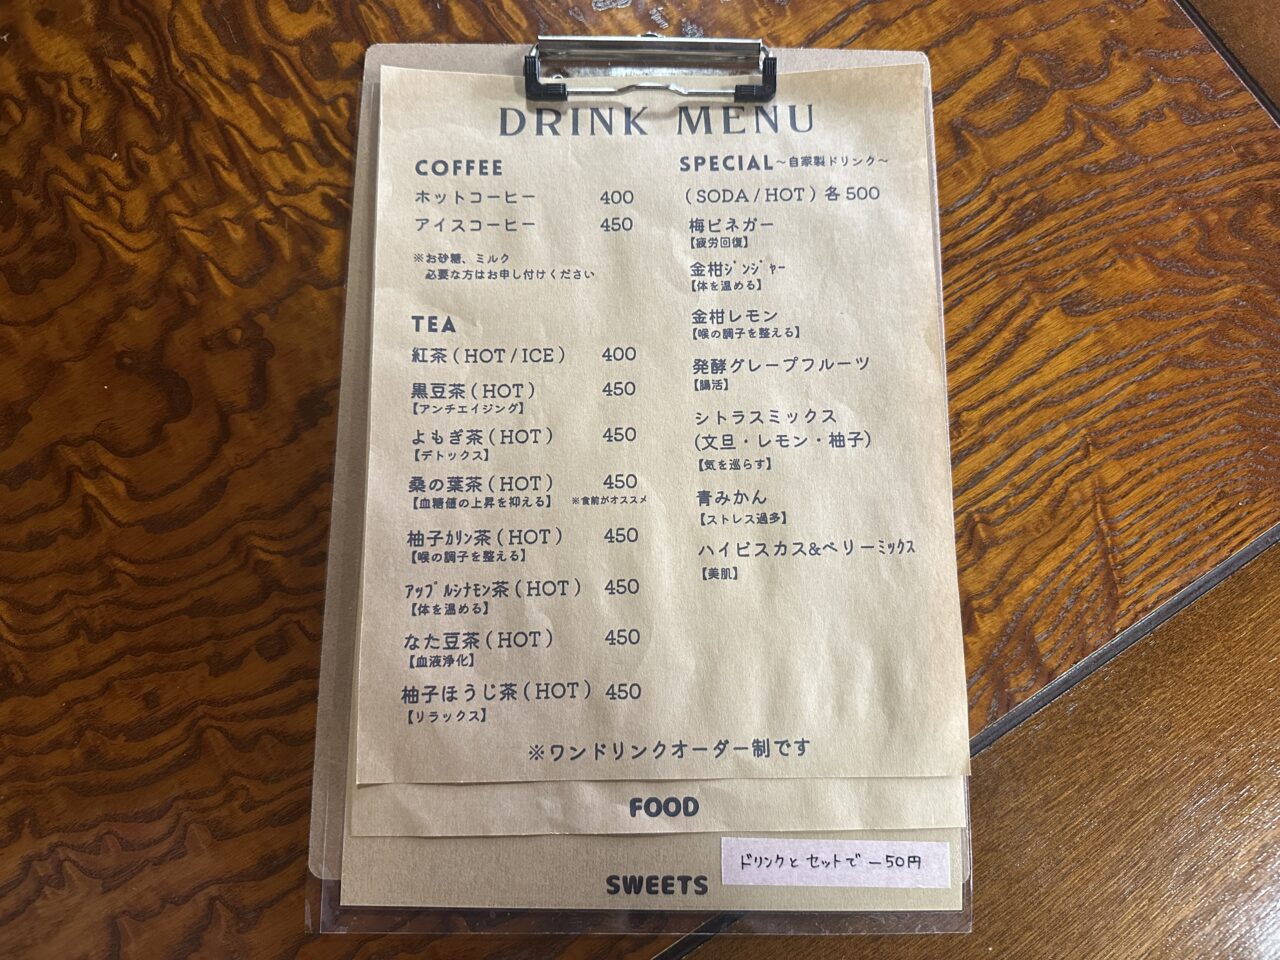 DRINK MENU
COFFEE
ホットコーヒー 400
アイスコーヒー 450
※お砂糖、ミルク
必要な方はお申し付けください
TEA
紅茶(HOT/ICE) 400
黒豆茶(HOT) 450
【アンチエイジング】
よもぎ茶(HOT) 450
【デトックス】
桑の葉茶(HOT) 450
【血糖値の上昇を抑える】 ※食前がオススメ
柚子ｶﾘﾝ茶(HOT) 450
【喉の調子を整える】
ｱｯﾌﾟﾙｼﾅﾓﾝ茶(HOT) 450
【体を温める】
なた豆茶(HOT) 450
【血液浄化】
柚子ほうじ茶(HOT) 450
【リラックス】
SPECIAL～自家製ドリンク～
(SODA/HOT)各500
梅ビネガー
【疲労回復】
金柑ｼﾞﾝｼﾞｬｰ
【体を温める】
金柑レモン
【喉の調子を整える】
発酵グレープフルーツ
【腸活】
シトラスミックス
(文旦・レモン・柚子)
【気を巡らす】
青みかん
【ストレス過多】
ハイビスカス&ベリーﾐｯｸｽ
【美肌】
※ワンドリンクオーダー制です
FOOD
ドリンクと セットで －50円
SWEETS